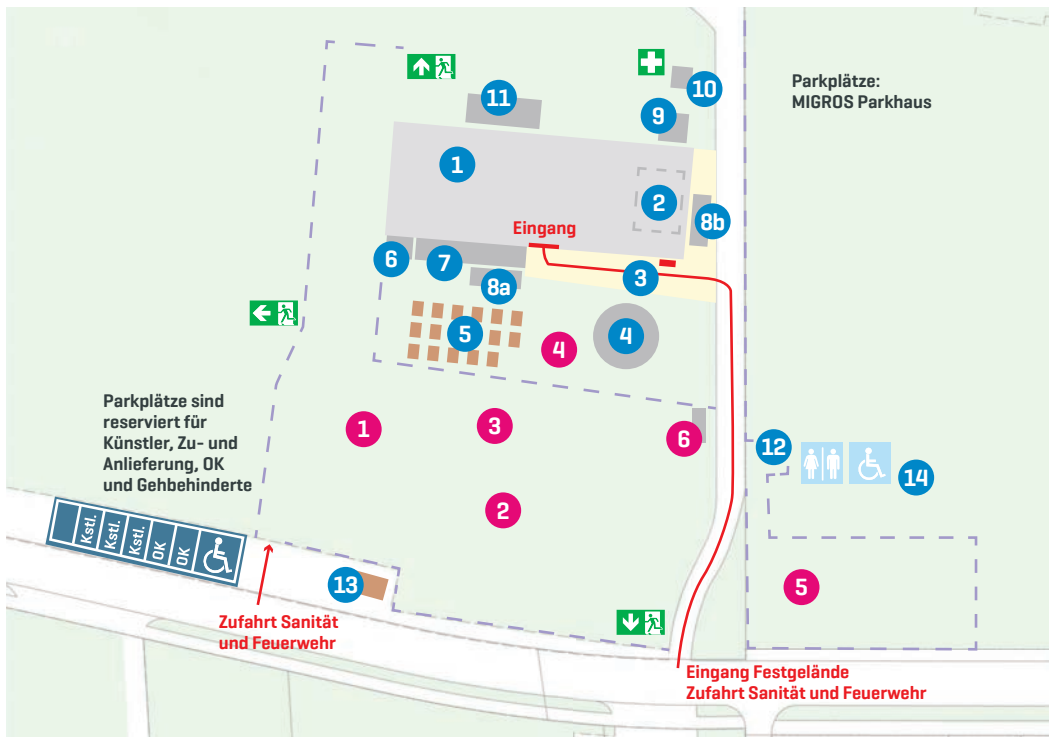 11
10
Parkplätze:
MIGROS Parkhaus
9
1
2
8b
Eingang
6
7
3
8a
5
4
4
Parkplätze sind
reserviert für
Künstler, Zu- und
Anlieferung, OK
und Gehbehinderte
1
3
6
12
14
2
Kstl.
Kstl.
Kstl.
OK
OK
13
5
Zufahrt Sanität
und Feuerwehr
Eingang Festgelände
Zufahrt Sanität und Feuerwehr